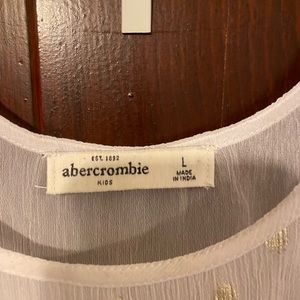 EST. 1892
abercrombie
KIDS
L
MADE
IN INDIA